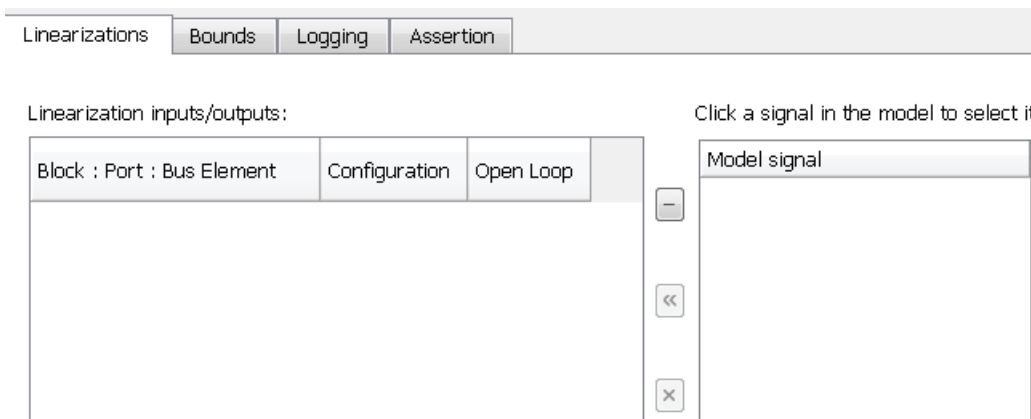 Linearizations Bounds Logging Assertion
Linearization inputs/outputs: Click a signal in the model to select
Block : Port : Bus Element Configuration Open Loop Model signal